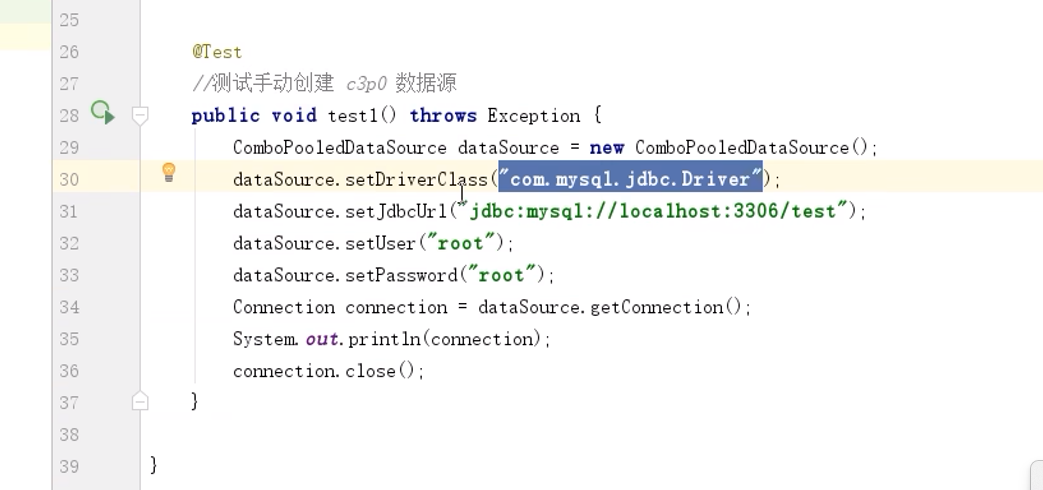 25
26 @Test
27 //测试手动创建 c3p0 数据源
28 public void test1() throws Exception {
29 ComboPooledDataSource dataSource = new ComboPooledDataSource();
30 dataSource.setDriverClass("com.mysql.jdbc.Driver");
31 dataSource.setJdbcUrl("jdbc:mysql://localhost:3306/test");
32 dataSource.setUser("root");
33 dataSource.setPassword("root");
34 Connection connection = dataSource.getConnection();
35 System.out.println(connection);
36 connection.close();
37 }
38
39 }